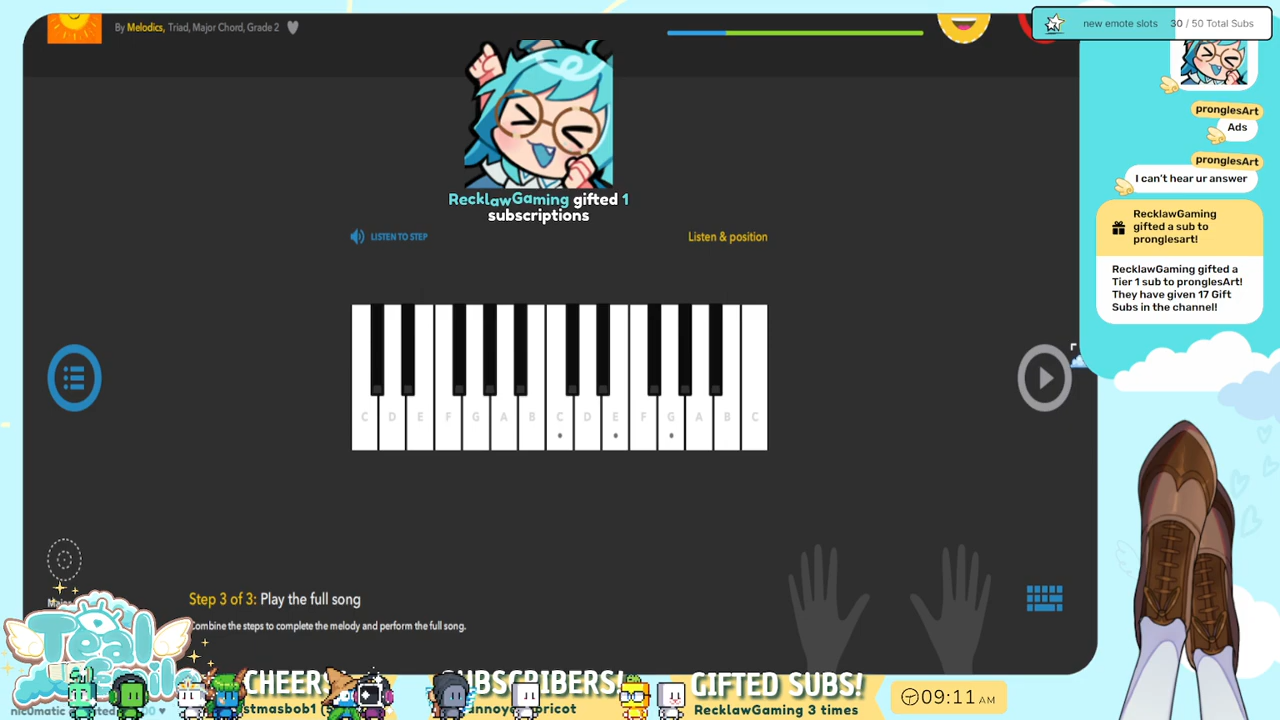 By Melodics, Triad, Major Chord, Grade 2
new emote slots 30 / 50 Total Subs
pronglesArt
Ads
pronglesArt
I can't hear ur answer
RecklawGaming
gifted a sub to
pronglesart!
RecklawGaming gifted a
Tier 1 sub to pronglesArt!
They have given 17 Gift
Subs in the channel!
RecklawGaming gifted 1
subscriptions
LISTEN TO STEP
Listen & position
C D E F G A B C D E F G A B C
Step 3 of 3: Play the full song
Combine the steps to complete the melody and perform the full song.
Teal
CHEERS!
SUBSCRIBERS!
GIFTED SUBS!
RecklawGaming 3 times
09:11 AM